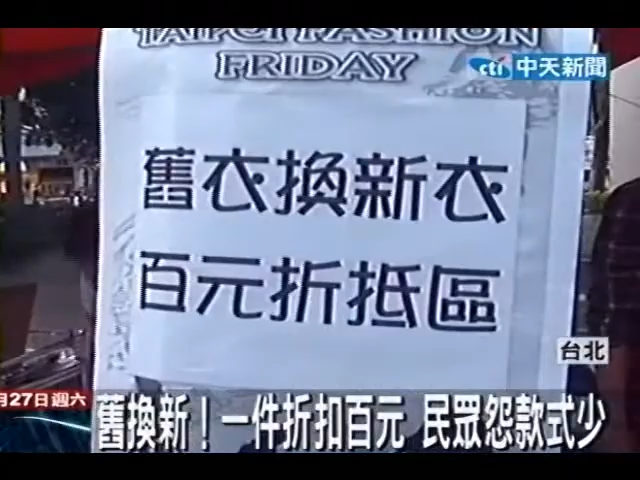 TAIPEI FASHION
FRIDAY
cti 中天新聞
舊衣換新衣
百元折抵區
台北
月27日週六
舊換新！一件折扣百元 民眾怨款式少